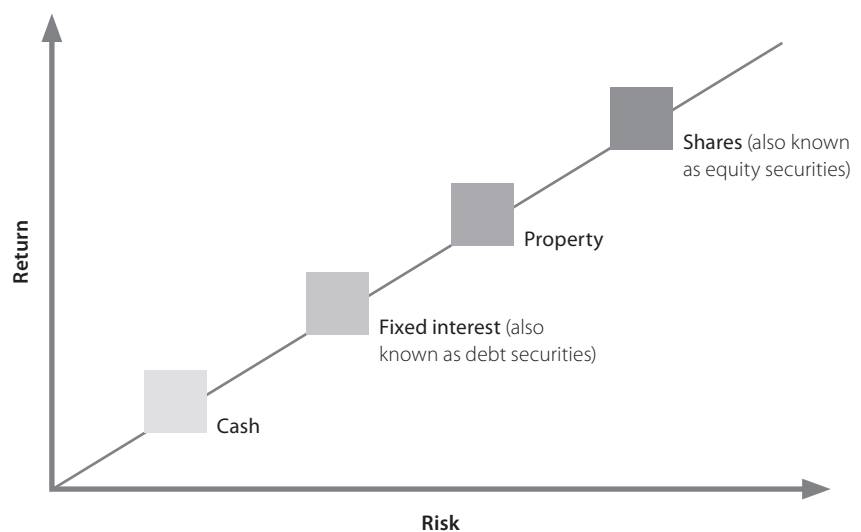 Return
Shares (also known
as equity securities)
Property
Fixed interest (also
known as debt securities)
Cash
Risk